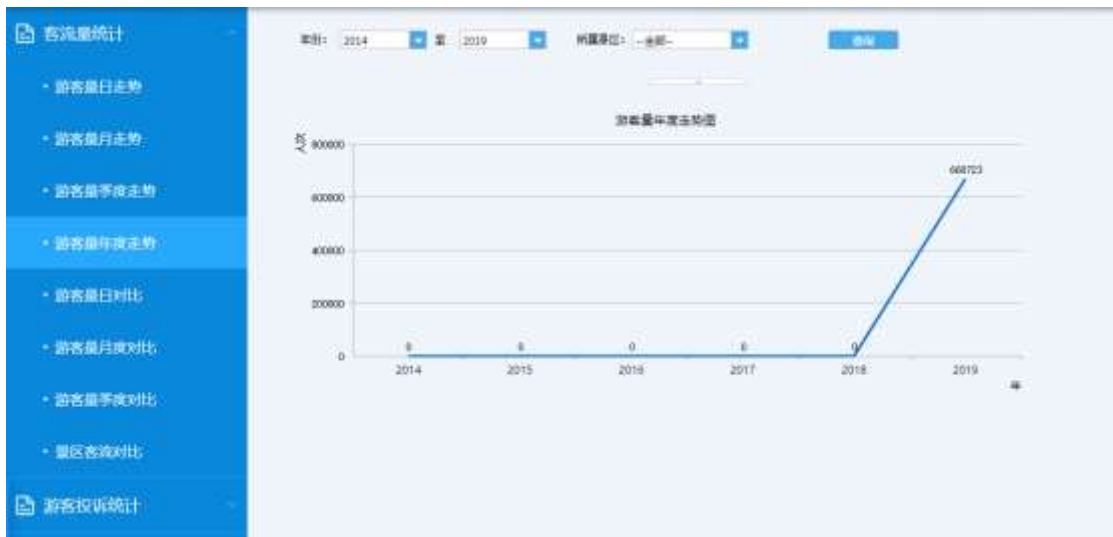 客流量统计
游客量日走势
游客量月走势
游客量季度走势
游客量年度走势
游客量日对比
游客量月度对比
游客量季度对比
景区客流对比
游客投诉统计
年份: 2014 至 2019 所属景区: --全部-- 查询
游客量年度走势图
人次
800000
600000
400000
200000
0
0 0 0 0 0 668723
2014 2015 2016 2017 2018 2019
年